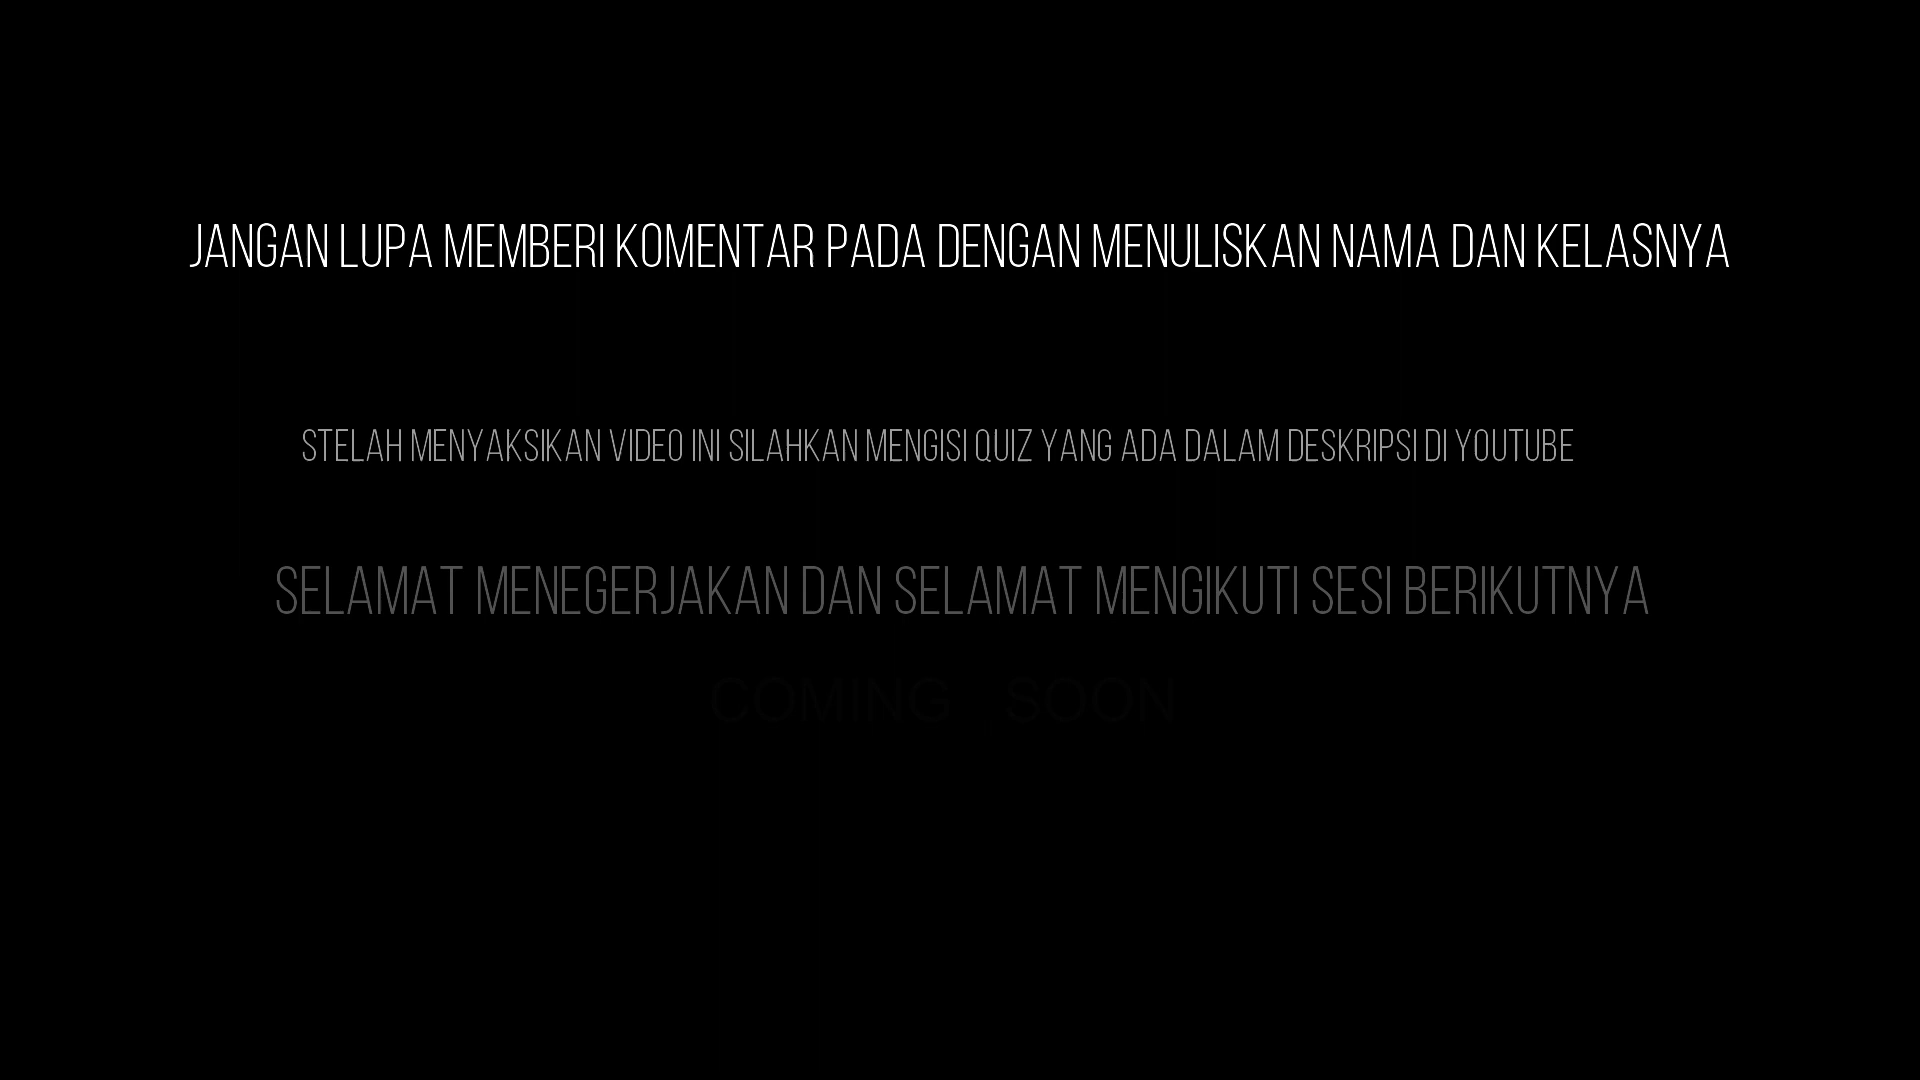 JANGAN LUPA MEMBERI KOMENTAR PADA DENGAN MENULISKAN NAMA DAN KELASNYA
STELAH MENYAKSIKAN VIDEO INI SILAHKAN MENGISI QUIZ YANG ADA DALAM DESKRIPSI DI YOUTUBE
SELAMAT MENEGERJAKAN DAN SELAMAT MENGIKUTI SESI BERIKUTNYA
COMING SOON